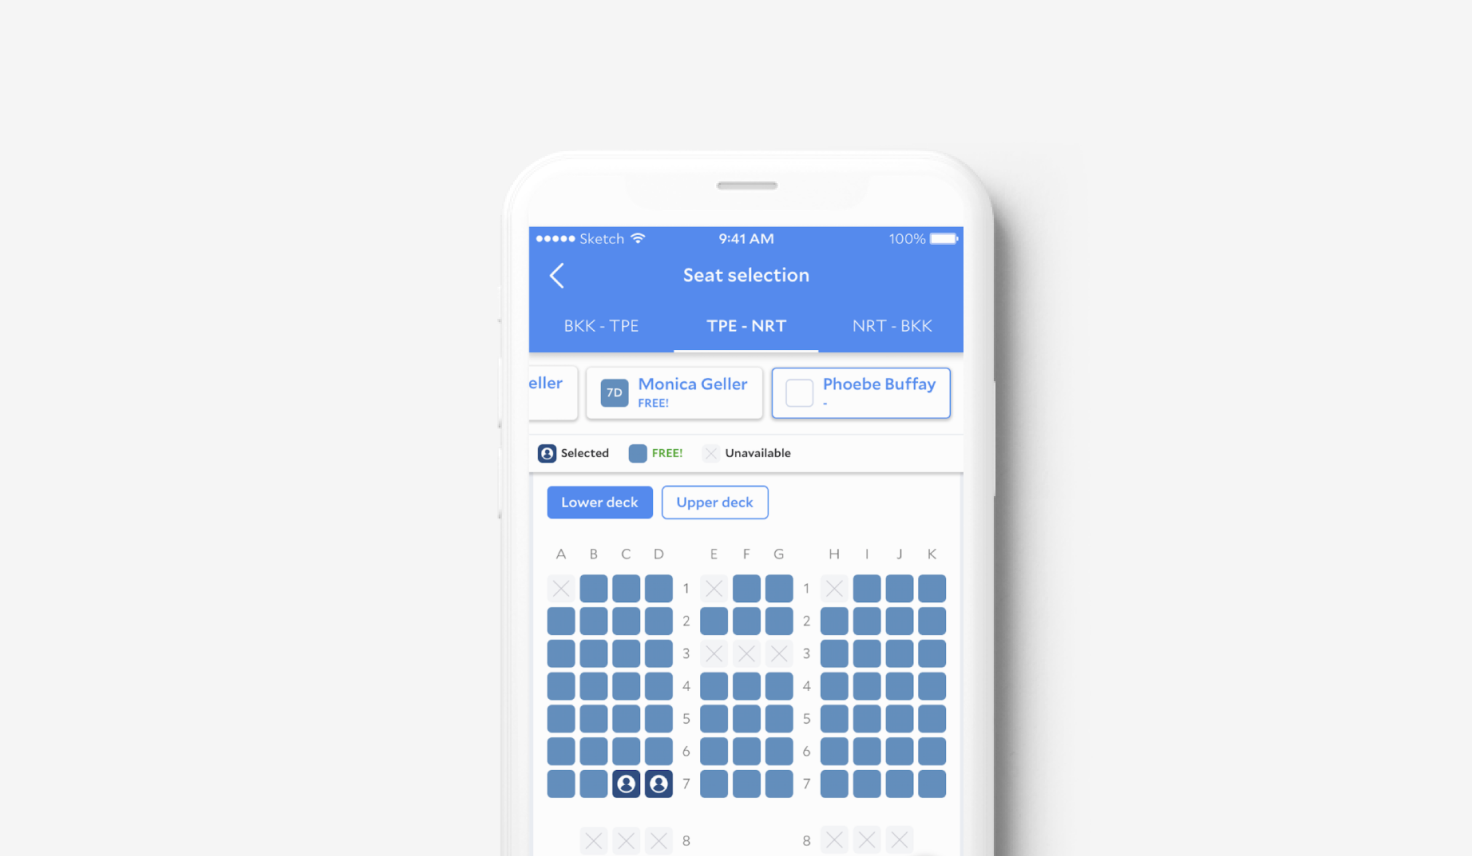 Sketch 9:41 AM 100%
Seat selection
BKK - TPE TPE - NRT NRT - BKK
eller 7D Monica Geller Phoebe Buffay
FREE! -
Selected FREE! Unavailable
Lower deck Upper deck
A B C D E F G H I J K
1 1
2 2
3 3
4 4
5 5
6 6
7 7
8 8